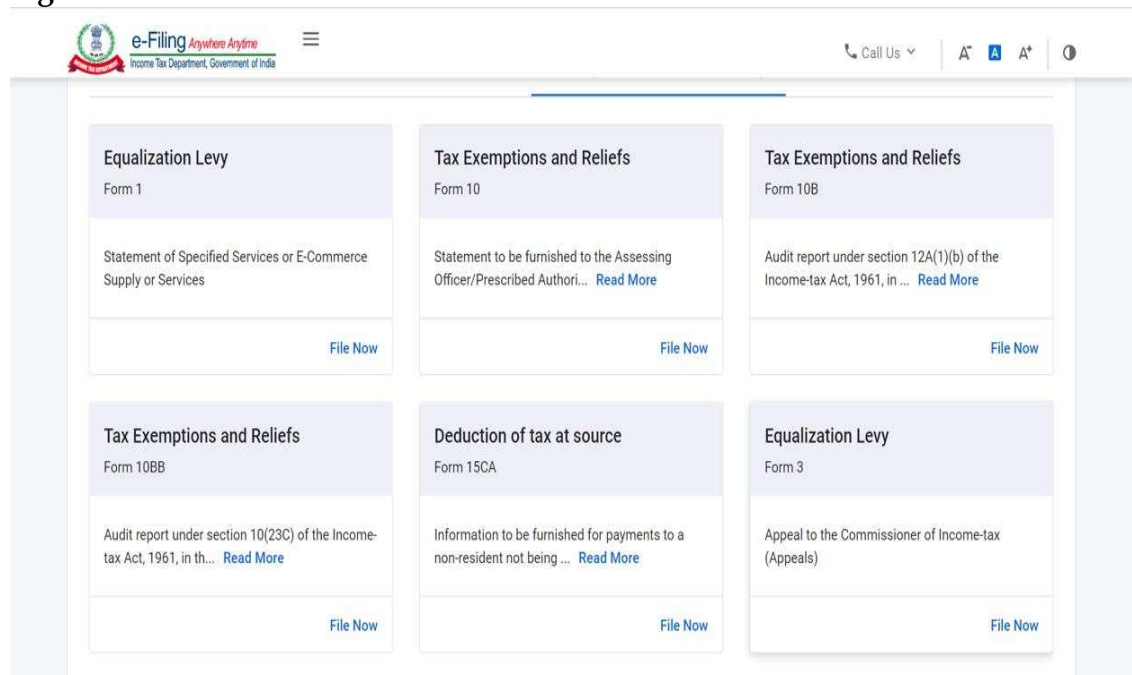 e-Filing Anywhere Anytime
Income Tax Department, Government of India
Call Us
A-
A
A+
Equalization Levy
Form 1
Statement of Specified Services or E-Commerce
Supply or Services
File Now
Tax Exemptions and Reliefs
Form 10
Statement to be furnished to the Assessing
Officer/Prescribed Authori... Read More
File Now
Tax Exemptions and Reliefs
Form 10B
Audit report under section 12A(1)(b) of the
Income-tax Act, 1961, in ... Read More
File Now
Tax Exemptions and Reliefs
Form 10BB
Audit report under section 10(23C) of the Income-
tax Act, 1961, in th... Read More
File Now
Deduction of tax at source
Form 15CA
Information to be furnished for payments to a
non-resident not being ... Read More
File Now
Equalization Levy
Form 3
Appeal to the Commissioner of Income-tax
(Appeals)
File Now